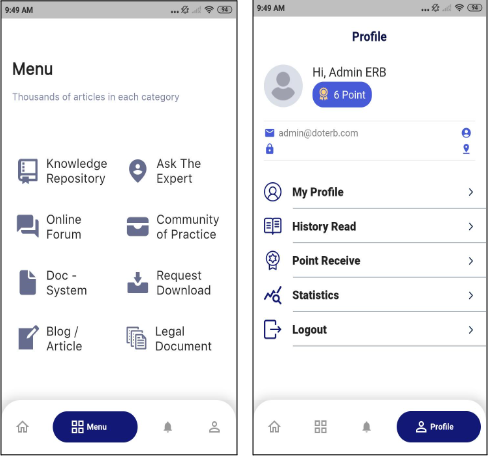 9:49 AM
94
Menu
Thousands of articles in each category
Knowledge
Repository
Ask The
Expert
Online
Forum
Community
of Practice
Doc -
System
Request
Download
Blog /
Article
Legal
Document
Menu
9:49 AM
94
Profile
Hi, Admin ERB
6 Point
admin@doterb.com
My Profile
History Read
Point Receive
Statistics
Logout
Profile